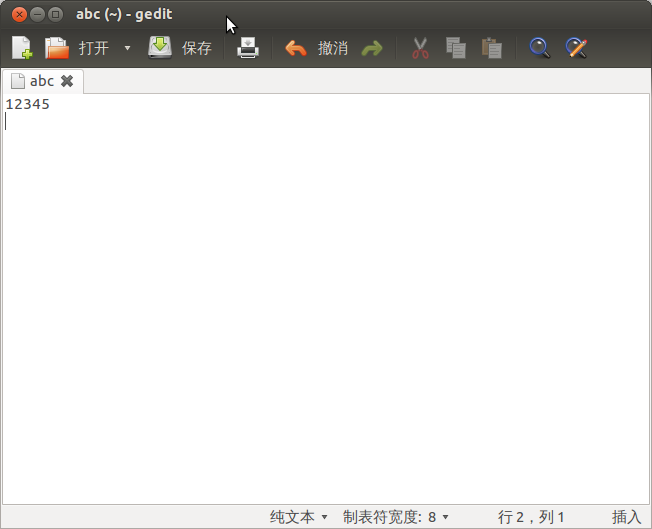 abc (~) - gedit
打开 保存 撤消
abc
12345
纯文本 制表符宽度: 8 行 2，列 1 插入